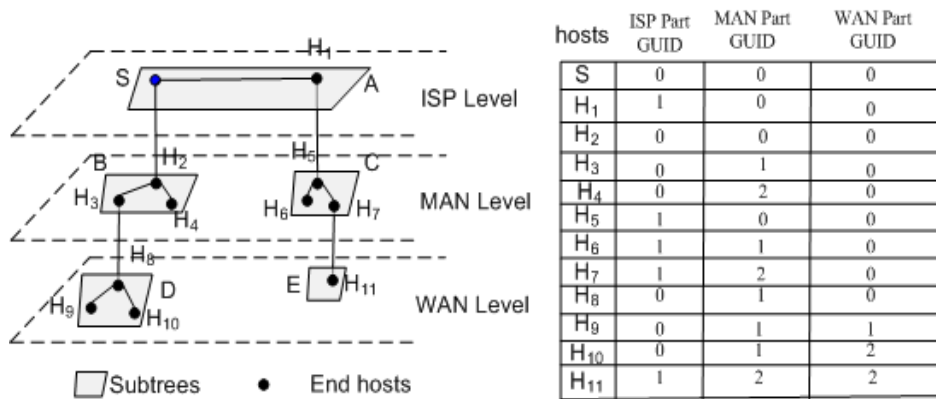 H1
S
A
ISP Level
B
H2
H5
C
H3
H4
H6
H7
MAN Level
H8
D
E
H9
H10
H11
WAN Level
Subtrees
End hosts
hosts ISP Part GUID MAN Part GUID WAN Part GUID
S 0 0 0
H1 1 0 0
H2 0 0 0
H3 0 1 0
H4 0 2 0
H5 1 0 0
H6 1 1 0
H7 1 2 0
H8 0 1 0
H9 0 1 1
H10 0 1 2
H11 1 2 2